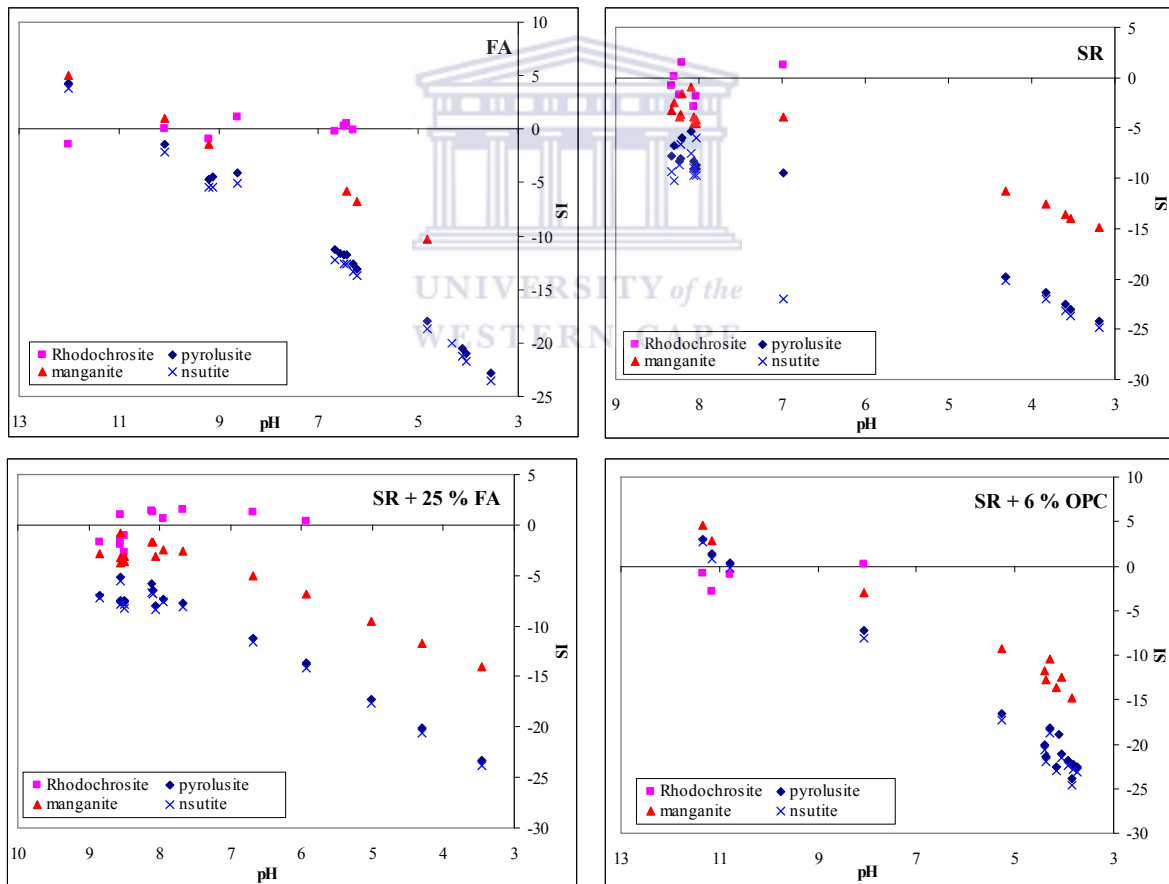 FA
10
5
0
-5
-10
-15
-20
-25
SI
13
11
9
7
5
3
pH
Rhodochrosite
pyrolusite
manganite
nsutite
SR
5
0
-5
-10
-15
-20
-25
-30
SI
9
8
7
6
5
4
3
pH
Rhodochrosite
pyrolusite
manganite
nsutite
UNIVERSITY of the
WESTERN CAPE
SR + 25 % FA
5
0
-5
-10
-15
-20
-25
-30
SI
10
9
8
7
6
5
4
3
pH
Rhodochrosite
pyrolusite
manganite
nsutite
SR + 6 % OPC
10
5
0
-5
-10
-15
-20
-25
-30
SI
13
11
9
7
5
3
pH
Rhodochrosite
pyrolusite
manganite
nsutite